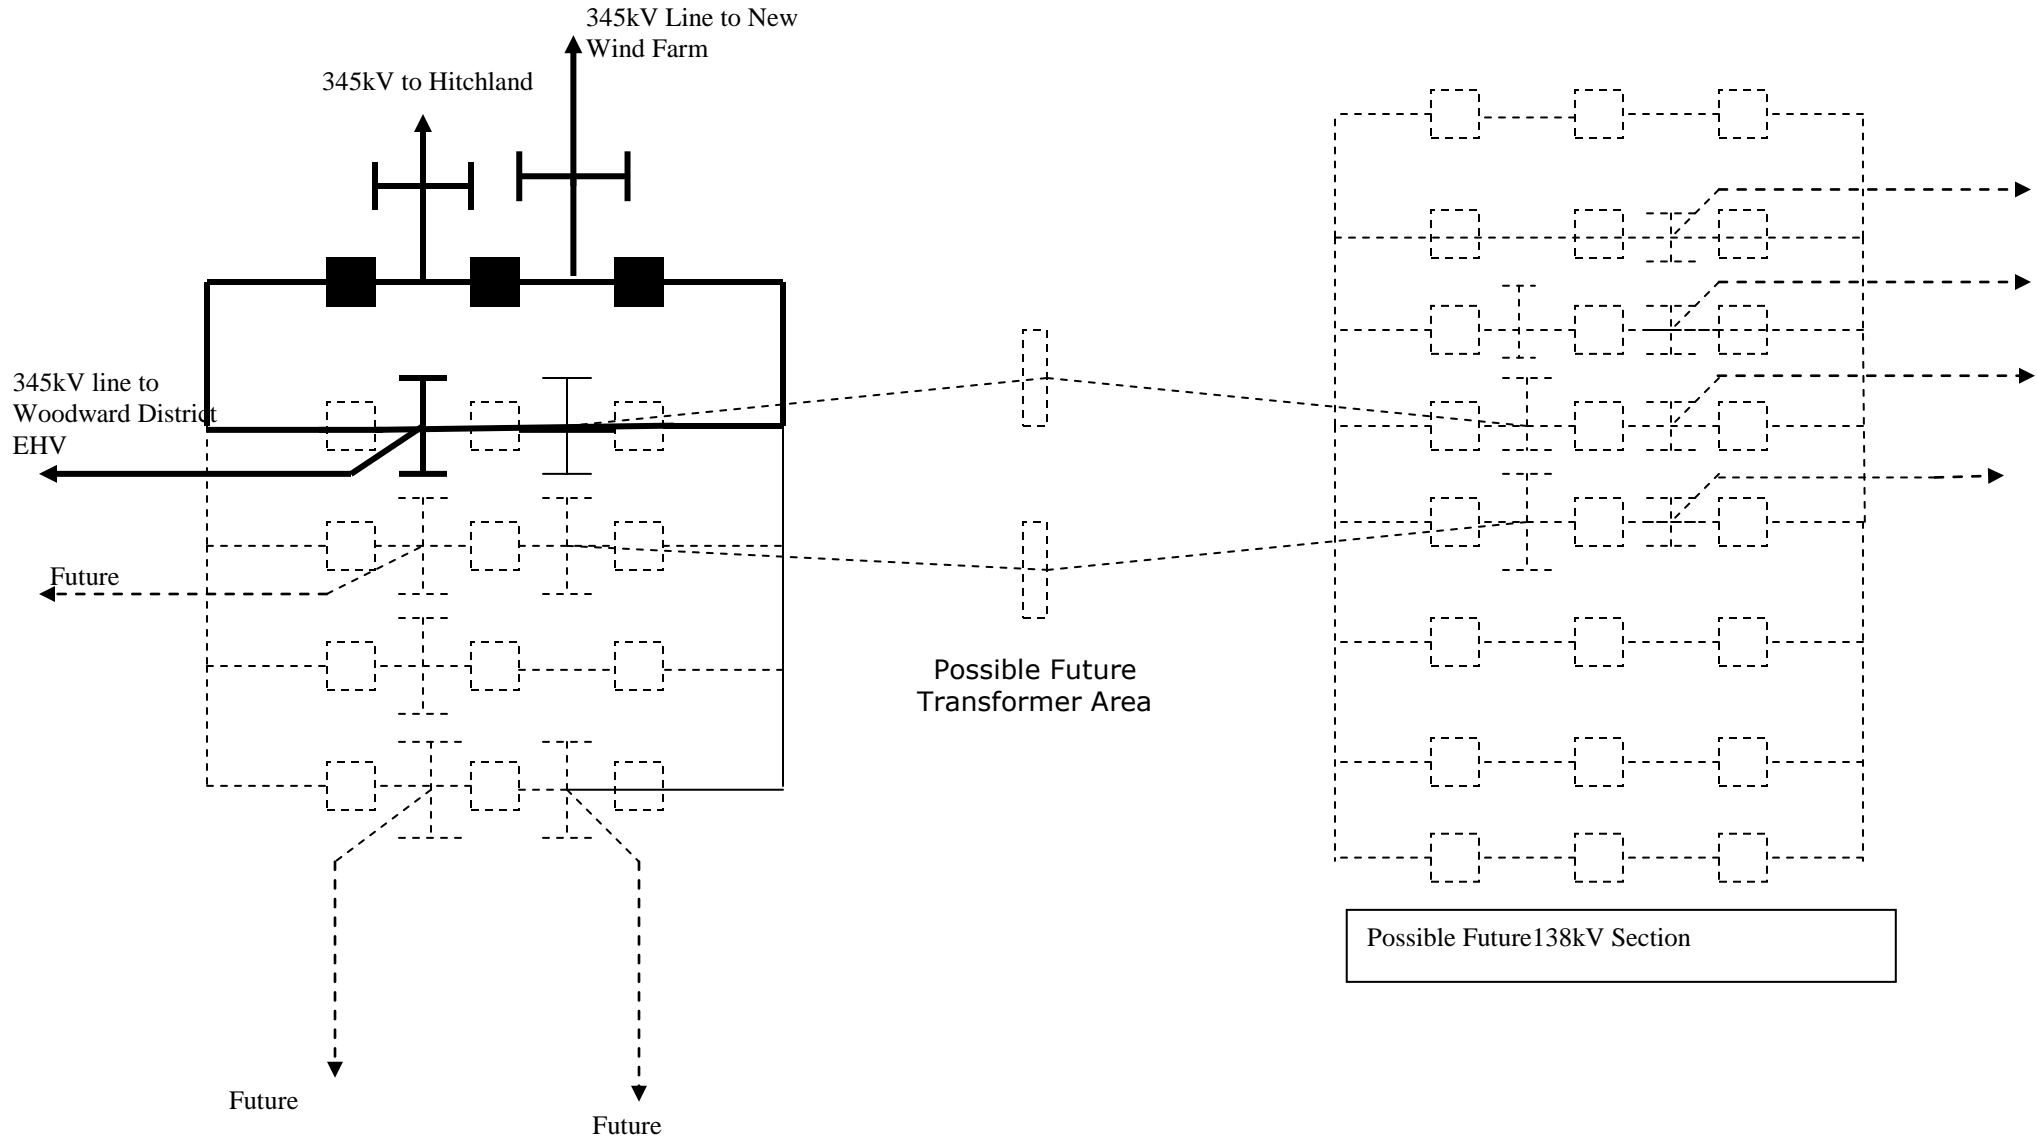 345kV Line to New
Wind Farm
345kV to Hitchland
345kV line to
Woodward District
EHV
Future
Possible Future
Transformer Area
Possible Future138kV Section
Future
Future